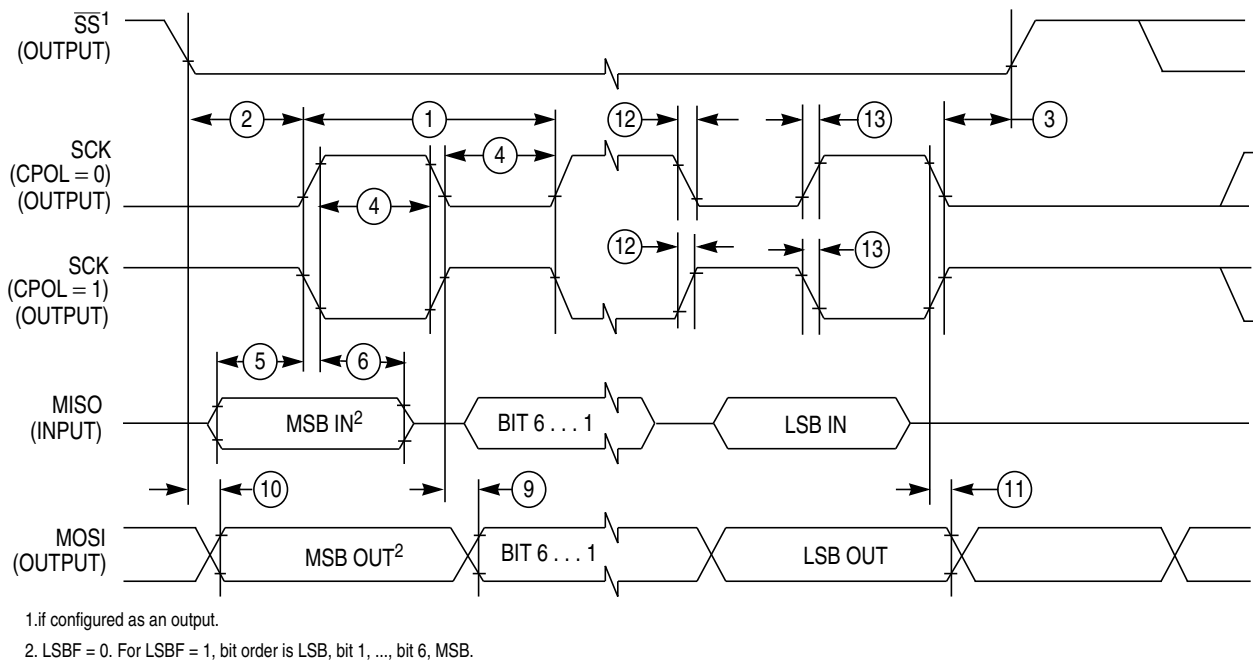 SS1
(OUTPUT)
2
1
12
13
3
SCK
(CPOL = 0)
(OUTPUT)
4
4
12
13
SCK
(CPOL = 1)
(OUTPUT)
5
6
MISO
(INPUT)
MSB IN2
BIT 6 . . . 1
LSB IN
10
9
11
MOSI
(OUTPUT)
MSB OUT2
BIT 6 . . . 1
LSB OUT
1.if configured as an output.
2. LSBF = 0. For LSBF = 1, bit order is LSB, bit 1, ..., bit 6, MSB.